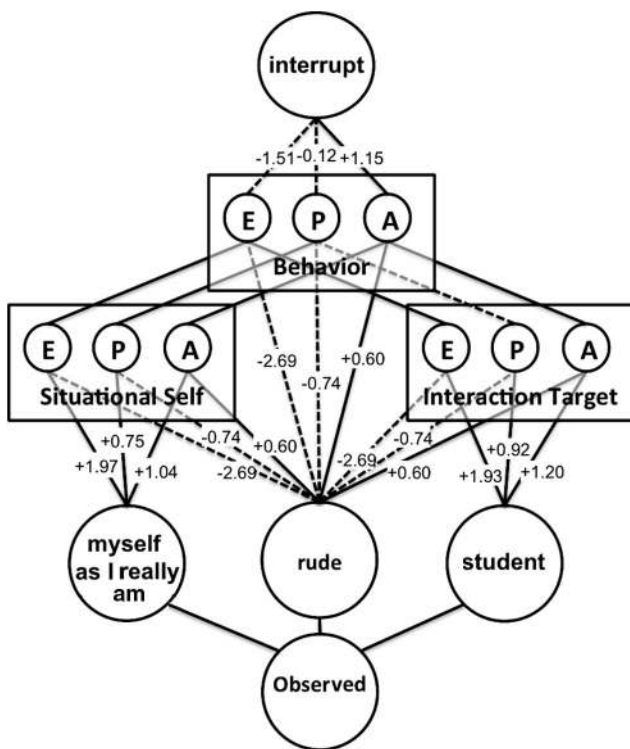 interrupt
-1.51 -0.12 +1.15
E P A
Behavior
E P A
Situational Self
E P A
Interaction Target
-2.69
+0.60
-0.74
+0.75
-0.74
+0.60
-2.69
-0.74
+0.60
+0.92
+1.97
+1.04
-2.69
+1.93
+1.20
myself
as I really
am
rude
student
Observed